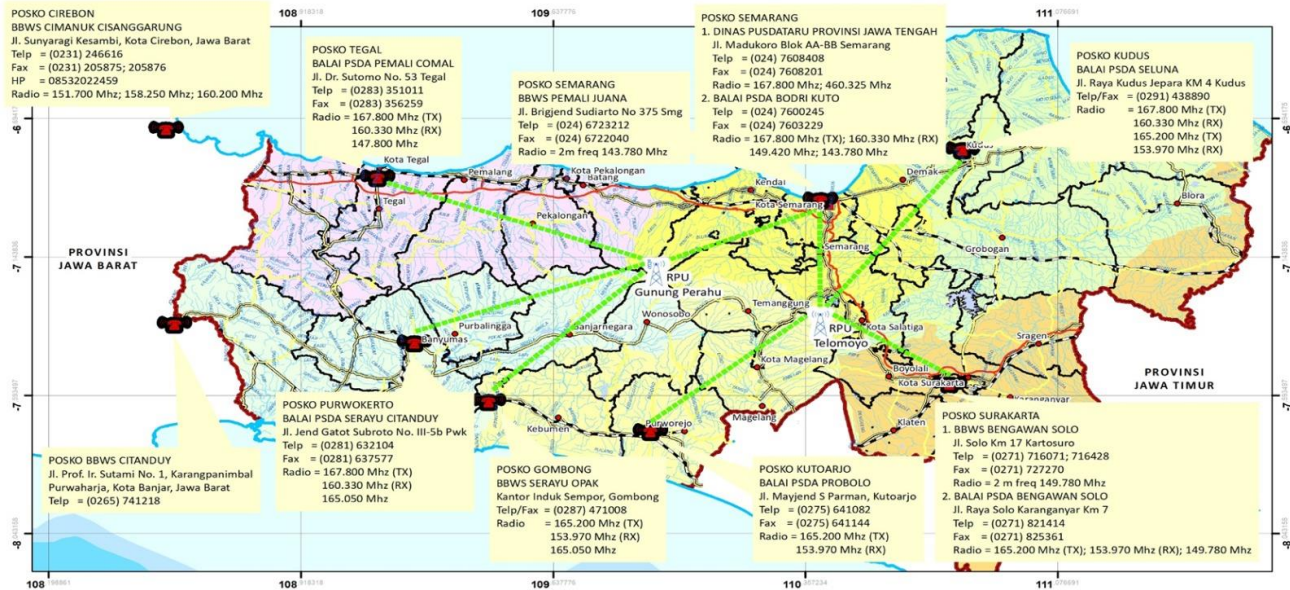 108
918318
109
637776
110
357234
111
076691
POSKO CIREBON
BBWS CIMANUK CISANGGARUNG
Jl. Sunyaragi Kesambi, Kota Cirebon, Jawa Barat
Telp = (0231) 246616
Fax = (0231) 205875; 205876
HP = 08532022459
Radio = 151.700 Mhz; 158.250 Mhz; 160.200 Mhz
POSKO TEGAL
BALAI PSDA PEMALI COMAL
Jl. Dr. Sutomo No. 53 Tegal
Telp = (0283) 351011
Fax = (0283) 356259
Radio = 167.800 Mhz (TX)
160.330 Mhz (RX)
147.800 Mhz
POSKO SEMARANG
BBWS PEMALI JUANA
Jl. Brigjend Sudiarto No 375 Smg
Telp = (024) 6723212
Fax = (024) 6722040
Radio = 2m freq 143.780 Mhz
POSKO SEMARANG
1. DINAS PUSDATARU PROVINSI JAWA TENGAH
Jl. Madukoro Blok AA-BB Semarang
Telp = (024) 7608408
Fax = (024) 7608201
Radio = 167.800 Mhz; 460.325 Mhz
2. BALAI PSDA BODRI KUTO
Telp = (024) 7600245
Fax = (024) 7603229
Radio = 167.800 Mhz (TX); 160.330 Mhz (RX)
149.420 Mhz; 143.780 Mhz
POSKO KUDUS
BALAI PSDA SELUNA
Jl. Raya Kudus Jepara KM 4 Kudus
Telp/Fax = (0291) 438890
Radio = 167.800 Mhz (TX)
160.330 Mhz (RX)
165.200 Mhz (TX)
153.970 Mhz (RX)
-6
Kudus
Kota Tegal
Pemalang
Kota Pekalongan
Batang
Kendal
Demak
Tegal
Pekalongan
Kota Semarang
Blora
PROVINSI
JAWA BARAT
-7
Semarang
Grobogan
-7
RPU
Gunung Perahu
Temanggung
Wonosobo
RPU
Telomoyo
Kota Salatiga
Purbalingga
Banjarnegara
Banyumas
Sragen
Kota Magelang
Boyolali
Kota Surakarta
PROVINSI
JAWA TIMUR
-7
Karanganyar
-7
Magelang
Klaten
Kebumen
Purworejo
POSKO BBWS CITANDUY
Jl. Prof. Ir. Sutami No. 1, Karangpanimbal
Purwaharja, Kota Banjar, Jawa Barat
Telp = (0265) 741218
POSKO PURWOKERTO
BALAI PSDA SERAYU CITANDUY
Jl. Jend Gatot Subroto No. III-5b Pwk
Telp = (0281) 632104
Fax = (0281) 637577
Radio = 167.800 Mhz (TX)
160.330 Mhz (RX)
165.050 Mhz
POSKO GOMBONG
BBWS SERAYU OPAK
Kantor Induk Sempor, Gombong
Telp/Fax = (0287) 471008
Radio = 165.200 Mhz (TX)
153.970 Mhz (RX)
165.050 Mhz
POSKO KUTOARJO
BALAI PSDA PROBOLO
Jl. Mayjend S Parman, Kutoarjo
Telp = (0275) 641082
Fax = (0275) 641144
Radio = 165.200 Mhz (TX)
153.970 Mhz (RX)
POSKO SURAKARTA
1. BBWS BENGAWAN SOLO
Jl. Solo Km 17 Kartosuro
Telp = (0271) 716071; 716428
Fax = (0271) 727270
Radio = 2 m freq 149.780 Mhz
2. BALAI PSDA BENGAWAN SOLO
Jl. Raya Solo Karanganyar Km 7
Telp = (0271) 821414
Fax = (0271) 825361
Radio = 165.200 Mhz (TX); 153.970 Mhz (RX); 149.780 Mhz
-8
-8
108
108
918318
109
637776
110
357234
111
076691